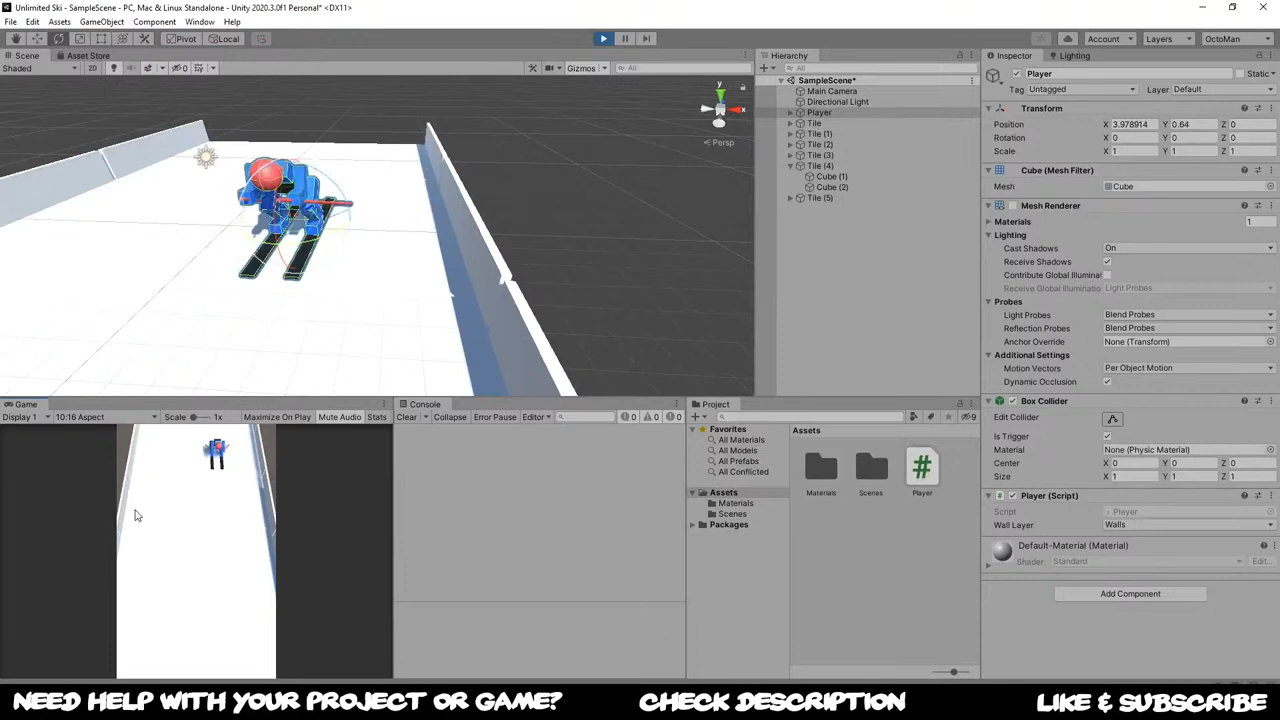 Unlimited Ski - SampleScene - PC, Mac & Linux Standalone - Unity 2020.3.0f1 Personal* <DX11>
File Edit Assets GameObject Component Window Help
Pivot Local Account Layers OctoMan
Scene Asset Store
Shaded 2D 0 Gizmos All
y
x
Persp
Hierarchy
All
SampleScene*
Main Camera
Directional Light
Player
Tile
Tile (1)
Tile (2)
Tile (3)
Tile (4)
Cube (1)
Cube (2)
Tile (5)
Inspector Lighting
Player Static
Tag Untagged Layer Default
Transform
Position X 3.978914 Y 0.64 Z 0
Rotation X 0 Y 0 Z 0
Scale X 1 Y 1 Z 1
Cube (Mesh Filter)
Mesh Cube
Mesh Renderer
Materials 1
Lighting
Cast Shadows On
Receive Shadows
Contribute Global Illuminat
Receive Global Illuminatio Light Probes
Probes
Light Probes Blend Probes
Reflection Probes Blend Probes
Anchor Override None (Transform)
Additional Settings
Motion Vectors Per Object Motion
Dynamic Occlusion
Box Collider
Edit Collider
Is Trigger
Material None (Physic Material)
Center X 0 Y 0 Z 0
Size X 1 Y 1 Z 1
Player (Script)
Script Player
Wall Layer Walls
Default-Material (Material)
Shader Standard Edit...
Add Component
Game
Display 1 10:16 Aspect Scale 1x Maximize On Play Mute Audio Stats
Console
Clear Collapse Error Pause Editor 0 0 0
Project
9
Favorites
All Materials
All Models
All Prefabs
All Conflicted
Assets
Materials
Scenes
Packages
Assets
Materials Scenes Player
NEED HELP WITH YOUR PROJECT OR GAME? CHECK DESCRIPTION LIKE & SUBSCRIBE